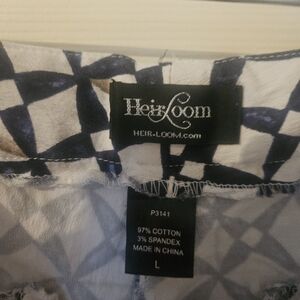 Heirloom
HEIR-LOOM.com
P3141
97% COTTON
3% SPANDEX
MADE IN CHINA
L